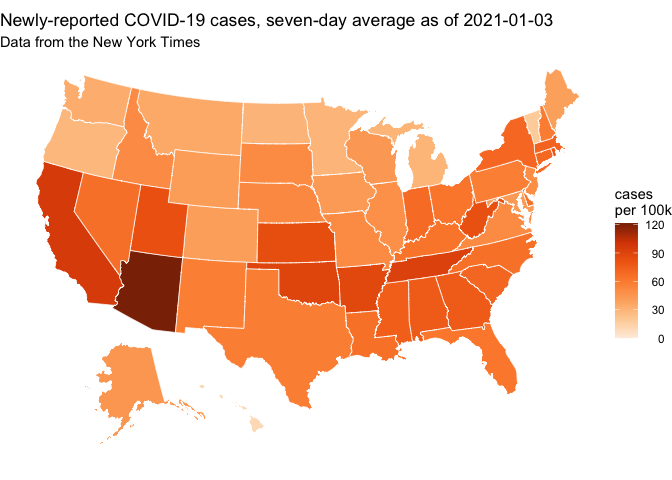 Newly-reported COVID-19 cases, seven-day average as of 2021-01-03
Data from the New York Times
cases
per 100k
120
90
60
30
0